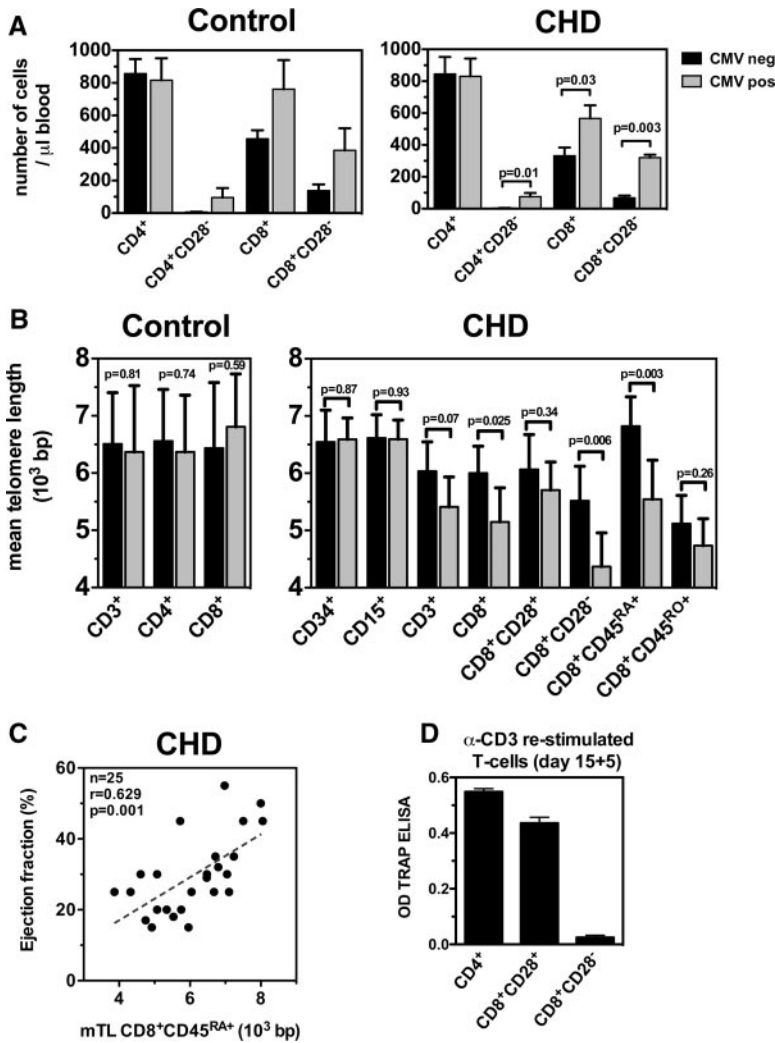 A
Control
CHD
CMV neg
CMV pos
number of cells
/ μl blood
1000
800
600
400
200
0
CD4⁺
CD4⁺CD28⁻
CD8⁺
CD8⁺CD28⁻
1000
800
600
400
200
0
p=0.01
p=0.03
p=0.003
CD4⁺
CD4⁺CD28⁻
CD8⁺
CD8⁺CD28⁻
B
Control
CHD
mean telomere length
(10³ bp)
8
7
6
5
4
p=0.81
p=0.74
p=0.59
CD3⁺
CD4⁺
CD8⁺
8
7
6
5
4
p=0.87
p=0.93
p=0.07
p=0.025
p=0.34
p=0.006
p=0.003
p=0.26
CD34⁺
CD15⁺
CD3⁺
CD8⁺
CD8⁺CD28⁺
CD8⁺CD28⁻
CD8⁺CD45ᴿᴬ⁺
CD8⁺CD45ᴿᴼ⁺
C
CHD
n=25
r=0.629
p=0.001
Ejection fraction (%)
60
40
20
0
4
6
8
mTL CD8⁺CD45ᴿᴬ⁺ (10³ bp)
D
α-CD3 re-stimulated
T-cells (day 15+5)
OD TRAP ELISA
0.6
0.4
0.2
0.0
CD4⁺
CD8⁺CD28⁺
CD8⁺CD28⁻